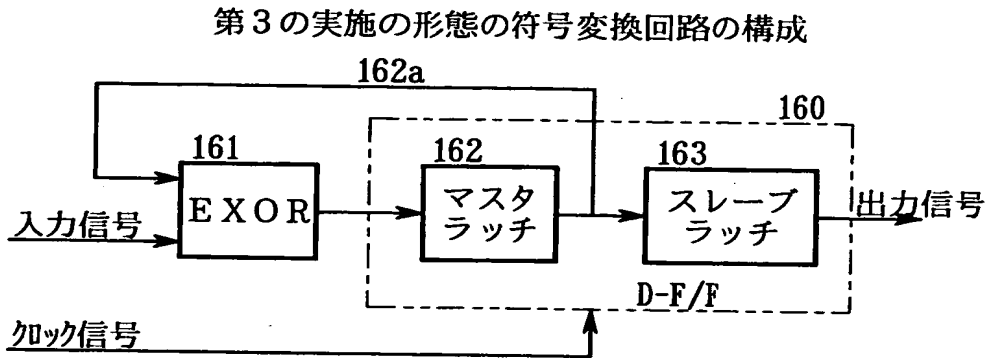 第３の実施の形態の符号変換回路の構成
162a
160
161
162
163
EXOR
マスタ
ラッチ
スレーブ
ラッチ
入力信号
出力信号
D-F/F
ｸﾛｯｸ信号